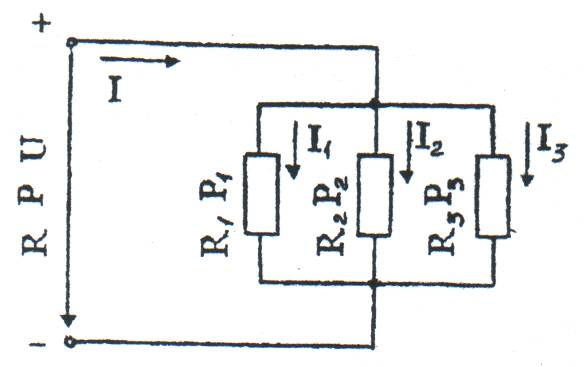 +
I
R P U
R₁ P₁
I₁
R₂ P₂
I₂
R₃ P₃
I₃
-